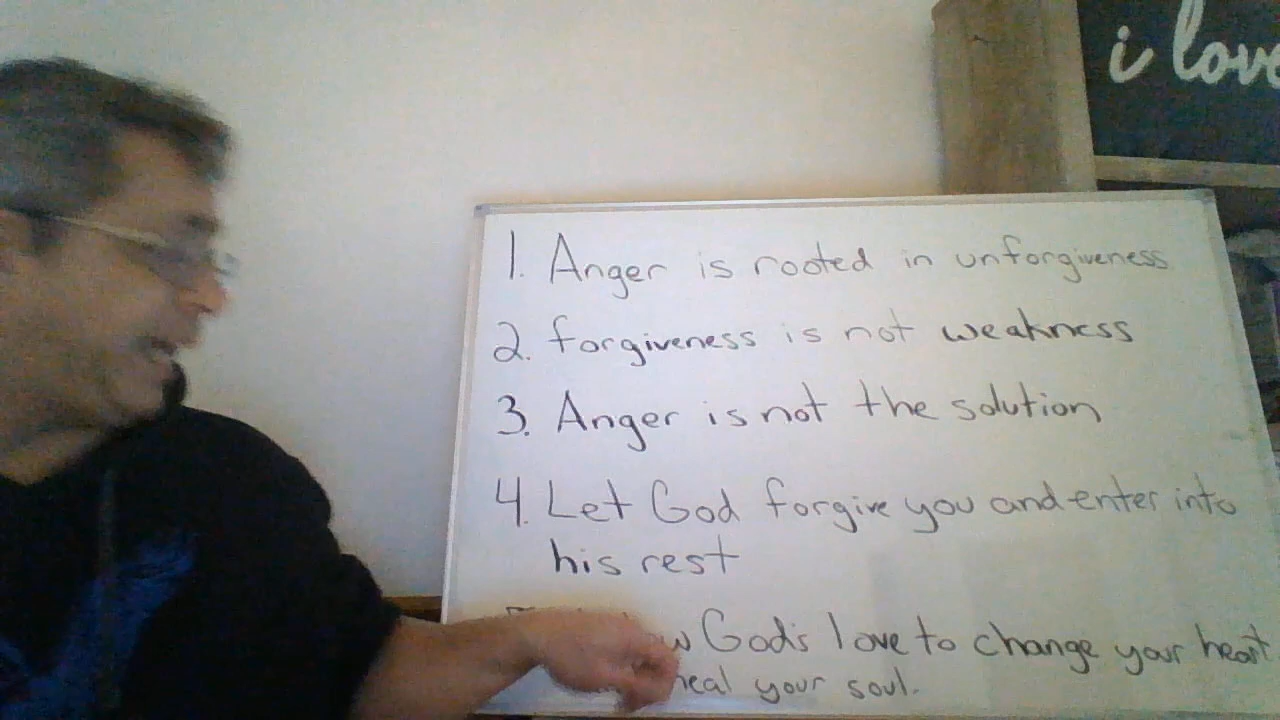 i love
1. Anger is rooted in unforgiveness
2. forgiveness is not weakness
3. Anger is not the solution
4. Let God forgive you and enter into
his rest
God's love to change your heart
heal your soul.